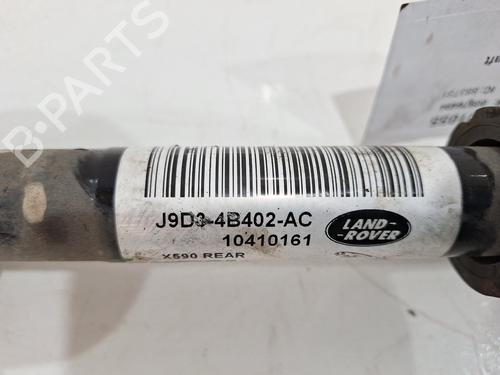 J9D3-4B402-AC
10410161
X590 REAR
LAND-
-ROVER
B-PARTS